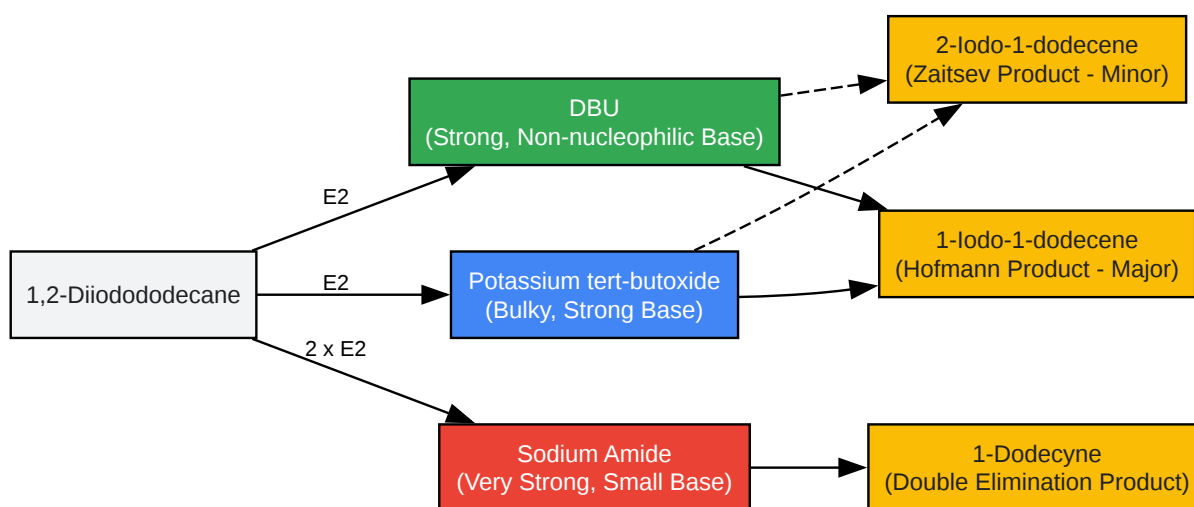 1,2-Diiodododecane
E2
E2
2 x E2
DBU
(Strong, Non-nucleophilic Base)
Potassium tert-butoxide
(Bulky, Strong Base)
Sodium Amide
(Very Strong, Small Base)
2-Iodo-1-dodecene
(Zaitsev Product - Minor)
1-Iodo-1-dodecene
(Hofmann Product - Major)
1-Dodecyne
(Double Elimination Product)